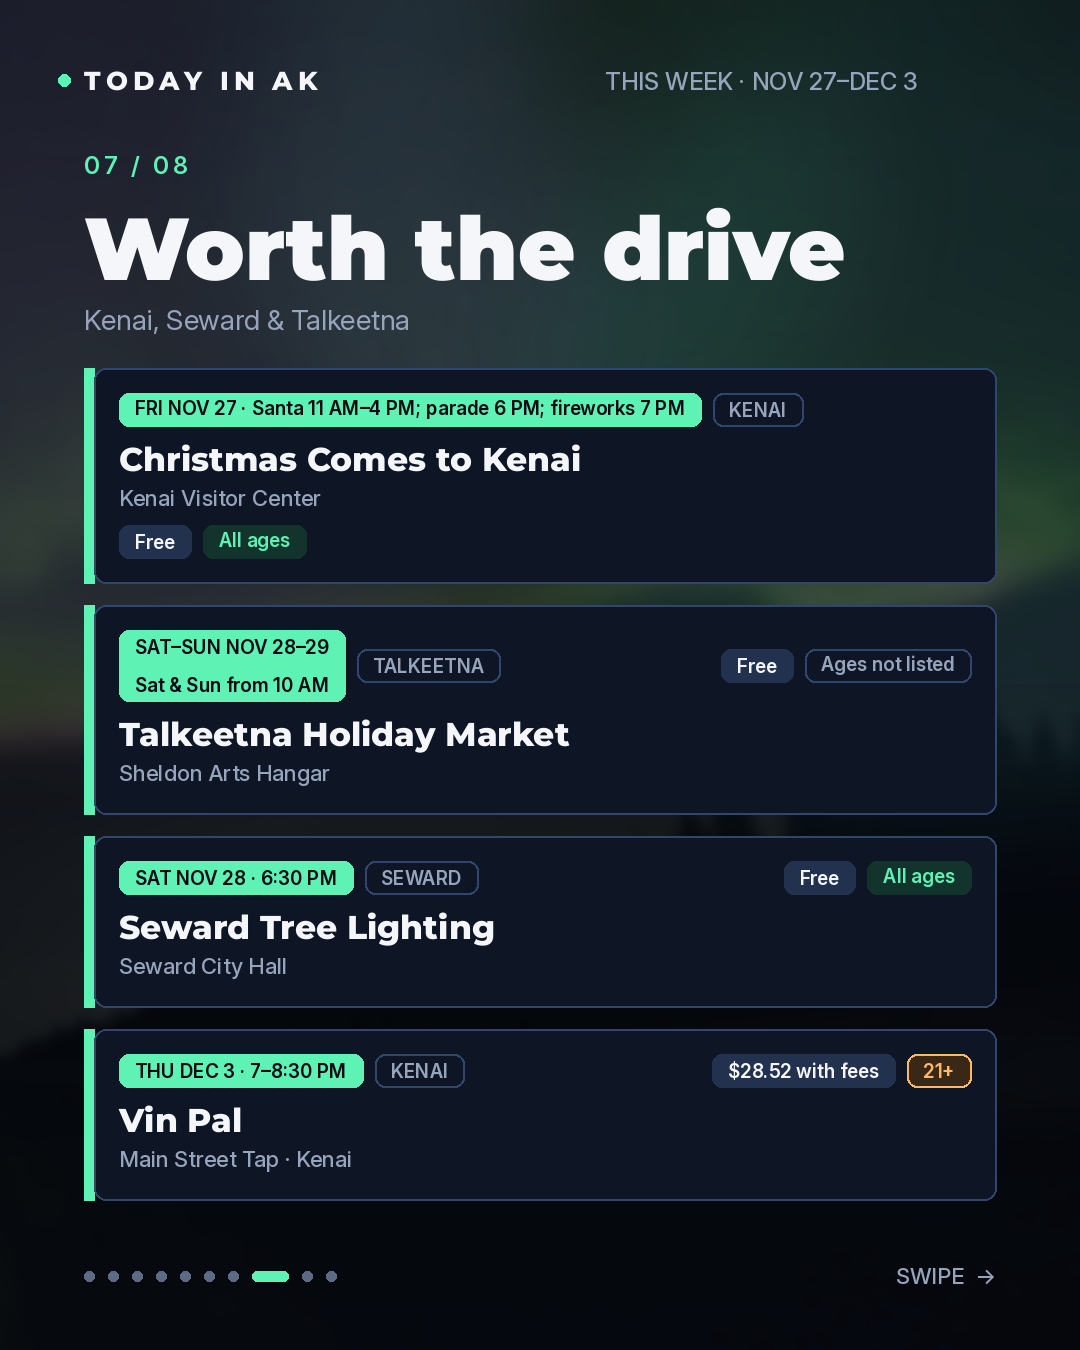 TODAY IN AK
THIS WEEK · NOV 27–DEC 3
07 / 08
Worth the drive
Kenai, Seward & Talkeetna
FRI NOV 27 · Santa 11 AM–4 PM; parade 6 PM; fireworks 7 PM
KENAI
Christmas Comes to Kenai
Kenai Visitor Center
Free
All ages
SAT–SUN NOV 28–29
Sat & Sun from 10 AM
TALKEETNA
Free
Ages not listed
Talkeetna Holiday Market
Sheldon Arts Hangar
SAT NOV 28 · 6:30 PM
SEWARD
Free
All ages
Seward Tree Lighting
Seward City Hall
THU DEC 3 · 7–8:30 PM
KENAI
$28.52 with fees
21+
Vin Pal
Main Street Tap · Kenai
SWIPE →